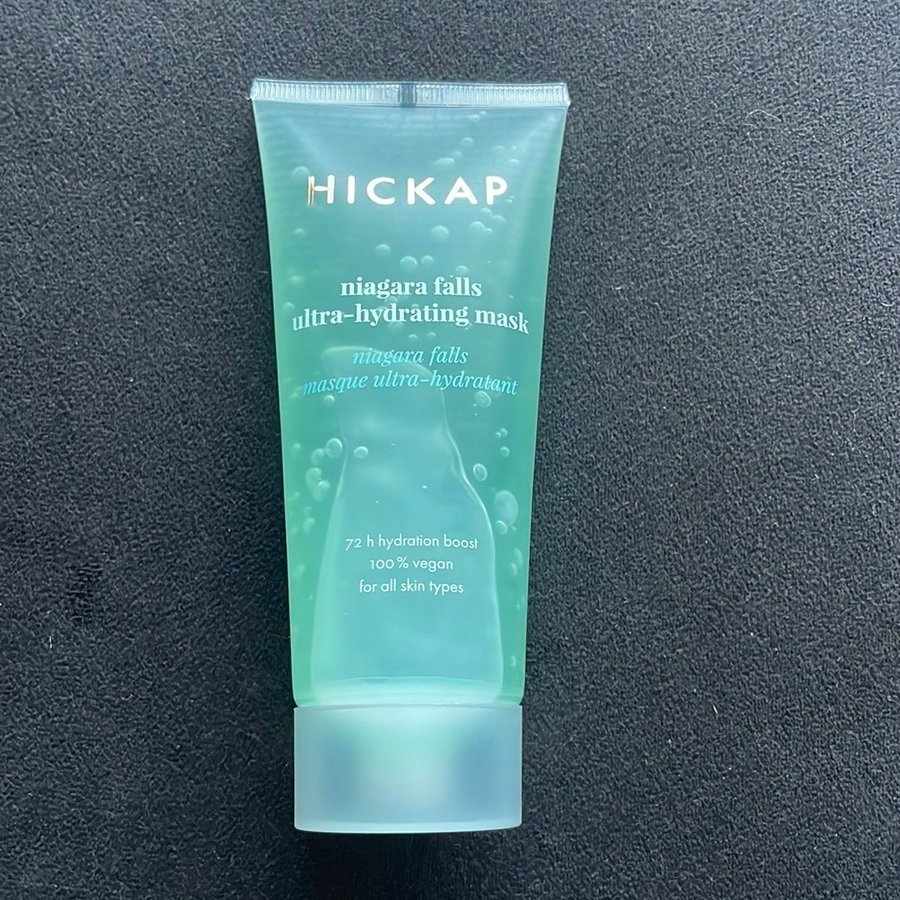 HICKAP
niagara falls
ultra-hydrating mask
niagara falls
masque ultra-hydratant
72 h hydration boost
100% vegan
for all skin types